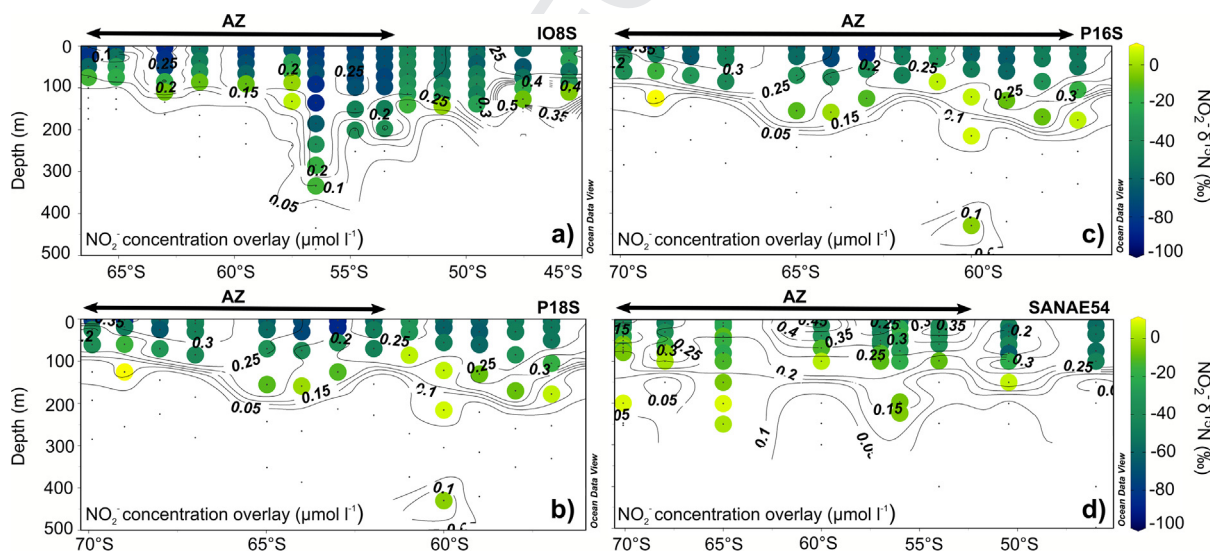 AZ
IO8S
0
100
200
300
400
500
Depth (m)
0.1
0.25
0.2
0.15
0.2
0.25
0.2
0.25
0.2
0.1
0.05
25
0.3
0.4
0.5
0.4
0.35
NO₂⁻ concentration overlay (µmol l⁻¹)
a)
Ocean Data View
65°S
60°S
55°S
50°S
45°S
AZ
P16S
0.35
.2
0.3
0.25
0.2
0.25
0.15
0.05
0.25
0.3
0.1
0.1
NO₂⁻ concentration overlay (µmol l⁻¹)
c)
Ocean Data View
70°S
65°S
60°S
0
-20
-40
-60
-80
-100
NO₂⁻ δ¹⁵N (‰)
AZ
P18S
0
100
200
300
400
500
Depth (m)
.2
0.35
0.3
0.25
0.2
0.25
0.15
0.05
0.25
0.3
0.1
0.1
NO₂⁻ concentration overlay (µmol l⁻¹)
b)
Ocean Data View
70°S
65°S
60°S
AZ
SANAE54
15
0.3
0.25
05
0.4
0.45
0.35
0.25
0.3
0.35
0.25
0.2
0.2
0.3
0.25
0.15
0.05
0.1
NO₂⁻ concentration overlay (µmol l⁻¹)
d)
Ocean Data View
70°S
65°S
60°S
55°S
50°S
0
-20
-40
-60
-80
-100
NO₂⁻ δ¹⁵N (‰)